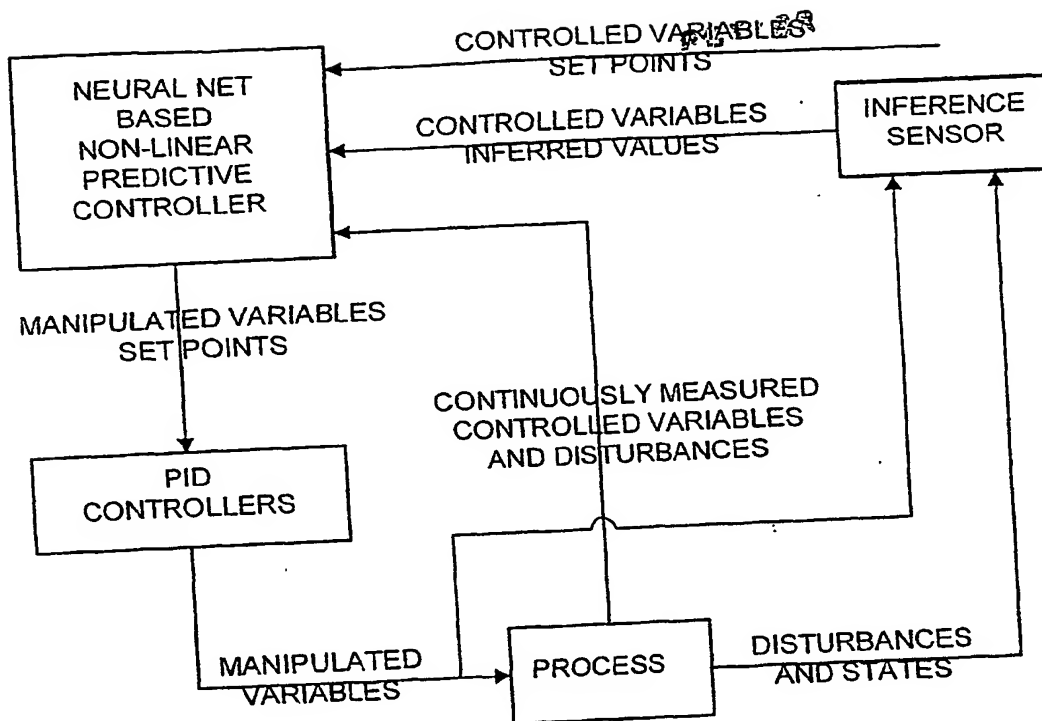 CONTROLLED VARIABLES
SET POINTS
NEURAL NET
BASED
NON-LINEAR
PREDICTIVE
CONTROLLER
CONTROLLED VARIABLES
INFERRED VALUES
INFERENCE
SENSOR
MANIPULATED VARIABLES
SET POINTS
CONTINUOUSLY MEASURED
CONTROLLED VARIABLES
AND DISTURBANCES
PID
CONTROLLERS
MANIPULATED
VARIABLES
PROCESS
DISTURBANCES
AND STATES